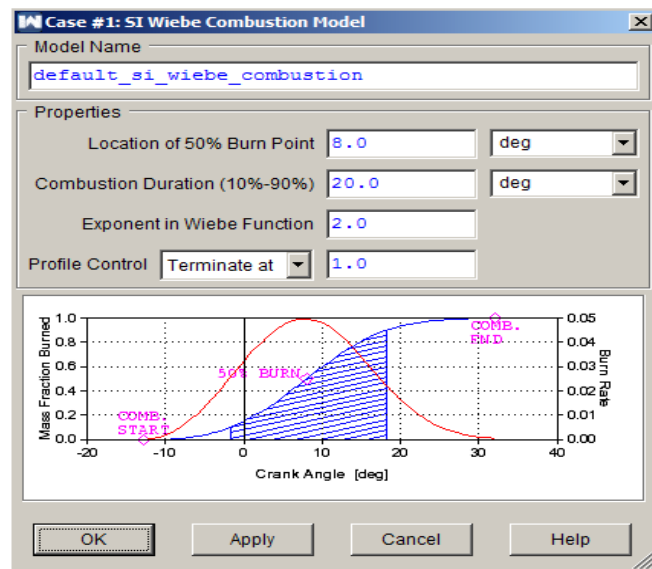 Case #1: SI Wiebe Combustion Model
Model Name
default_si_wiebe_combustion
Properties
Location of 50% Burn Point 8.0 deg
Combustion Duration (10%-90%) 20.0 deg
Exponent in Wiebe Function 2.0
Profile Control Terminate at 1.0
Mass Fraction Burned
1.0
0.8
0.6
0.4
0.2
0.0
COMB. START
50% BURN
COMB. END
0.05
0.04
0.03
0.02
0.01
0.00
Burn Rate
-20 -10 0 10 20 30 40
Crank Angle [deg]
OK Apply Cancel Help